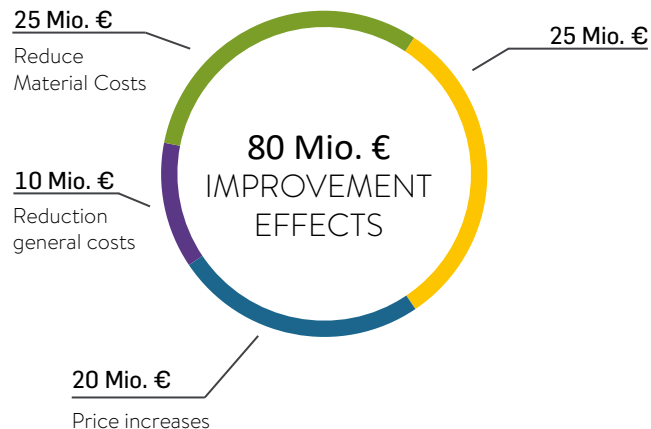 25 Mio. €
Reduce
Material Costs
25 Mio. €
80 Mio. €
IMPROVEMENT
EFFECTS
10 Mio. €
Reduction
general costs
20 Mio. €
Price increases